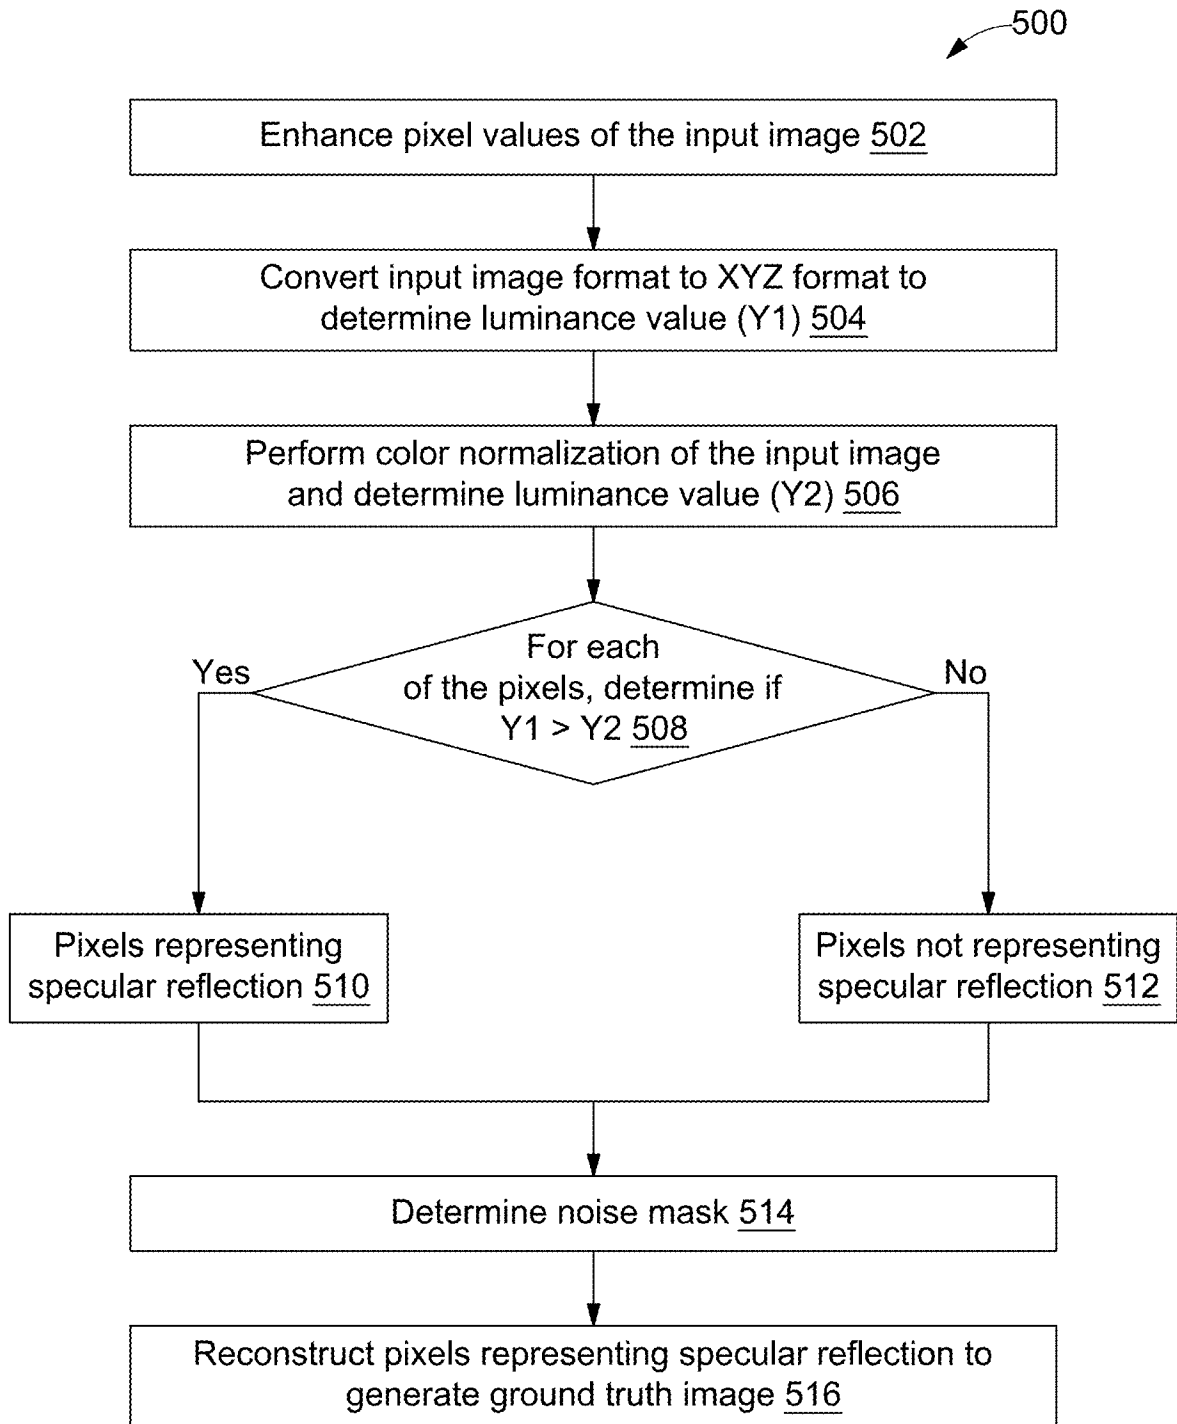 500
Enhance pixel values of the input image 502
Convert input image format to XYZ format to
determine luminance value (Y1) 504
Perform color normalization of the input image
and determine luminance value (Y2) 506
For each
of the pixels, determine if
Y1 > Y2 508
Yes
No
Pixels representing
specular reflection 510
Pixels not representing
specular reflection 512
Determine noise mask 514
Reconstruct pixels representing specular reflection to
generate ground truth image 516